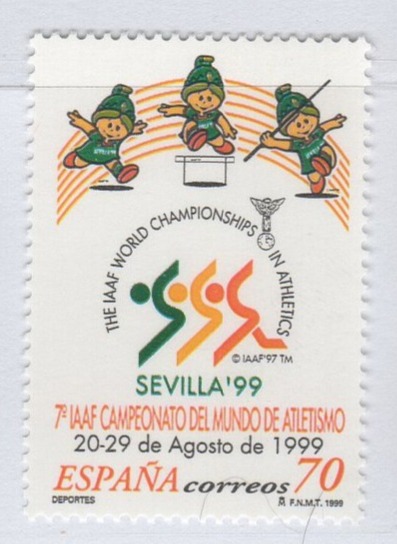 THE IAAF WORLD CHAMPIONSHIPS IN ATHLETICS
© IAAF'97 TM
SEVILLA'99
7º IAAF CAMPEONATO DEL MUNDO DE ATLETISMO
20-29 de Agosto de 1999
ESPAÑA correos 70
DEPORTES F.N.M.T. 1999